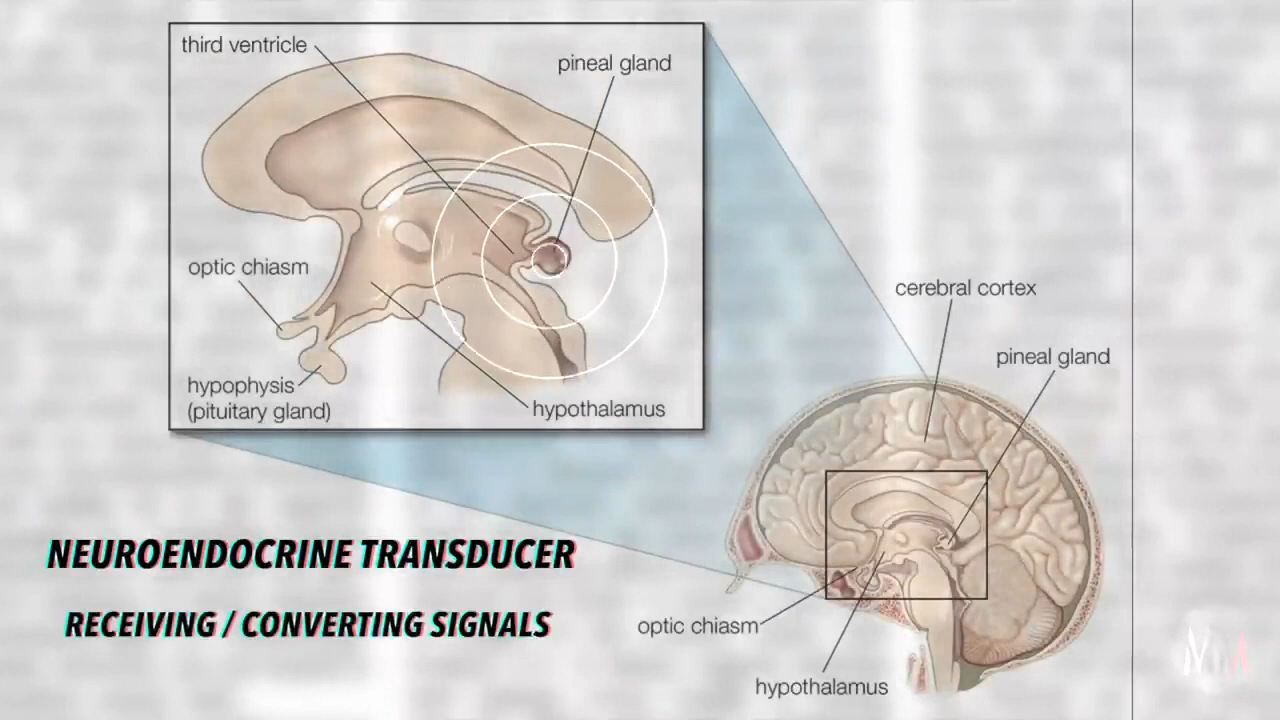 third ventricle
pineal gland
optic chiasm
hypophysis
(pituitary gland)
hypothalamus
cerebral cortex
pineal gland
NEUROENDOCRINE TRANSDUCER
RECEIVING / CONVERTING SIGNALS
optic chiasm
hypothalamus